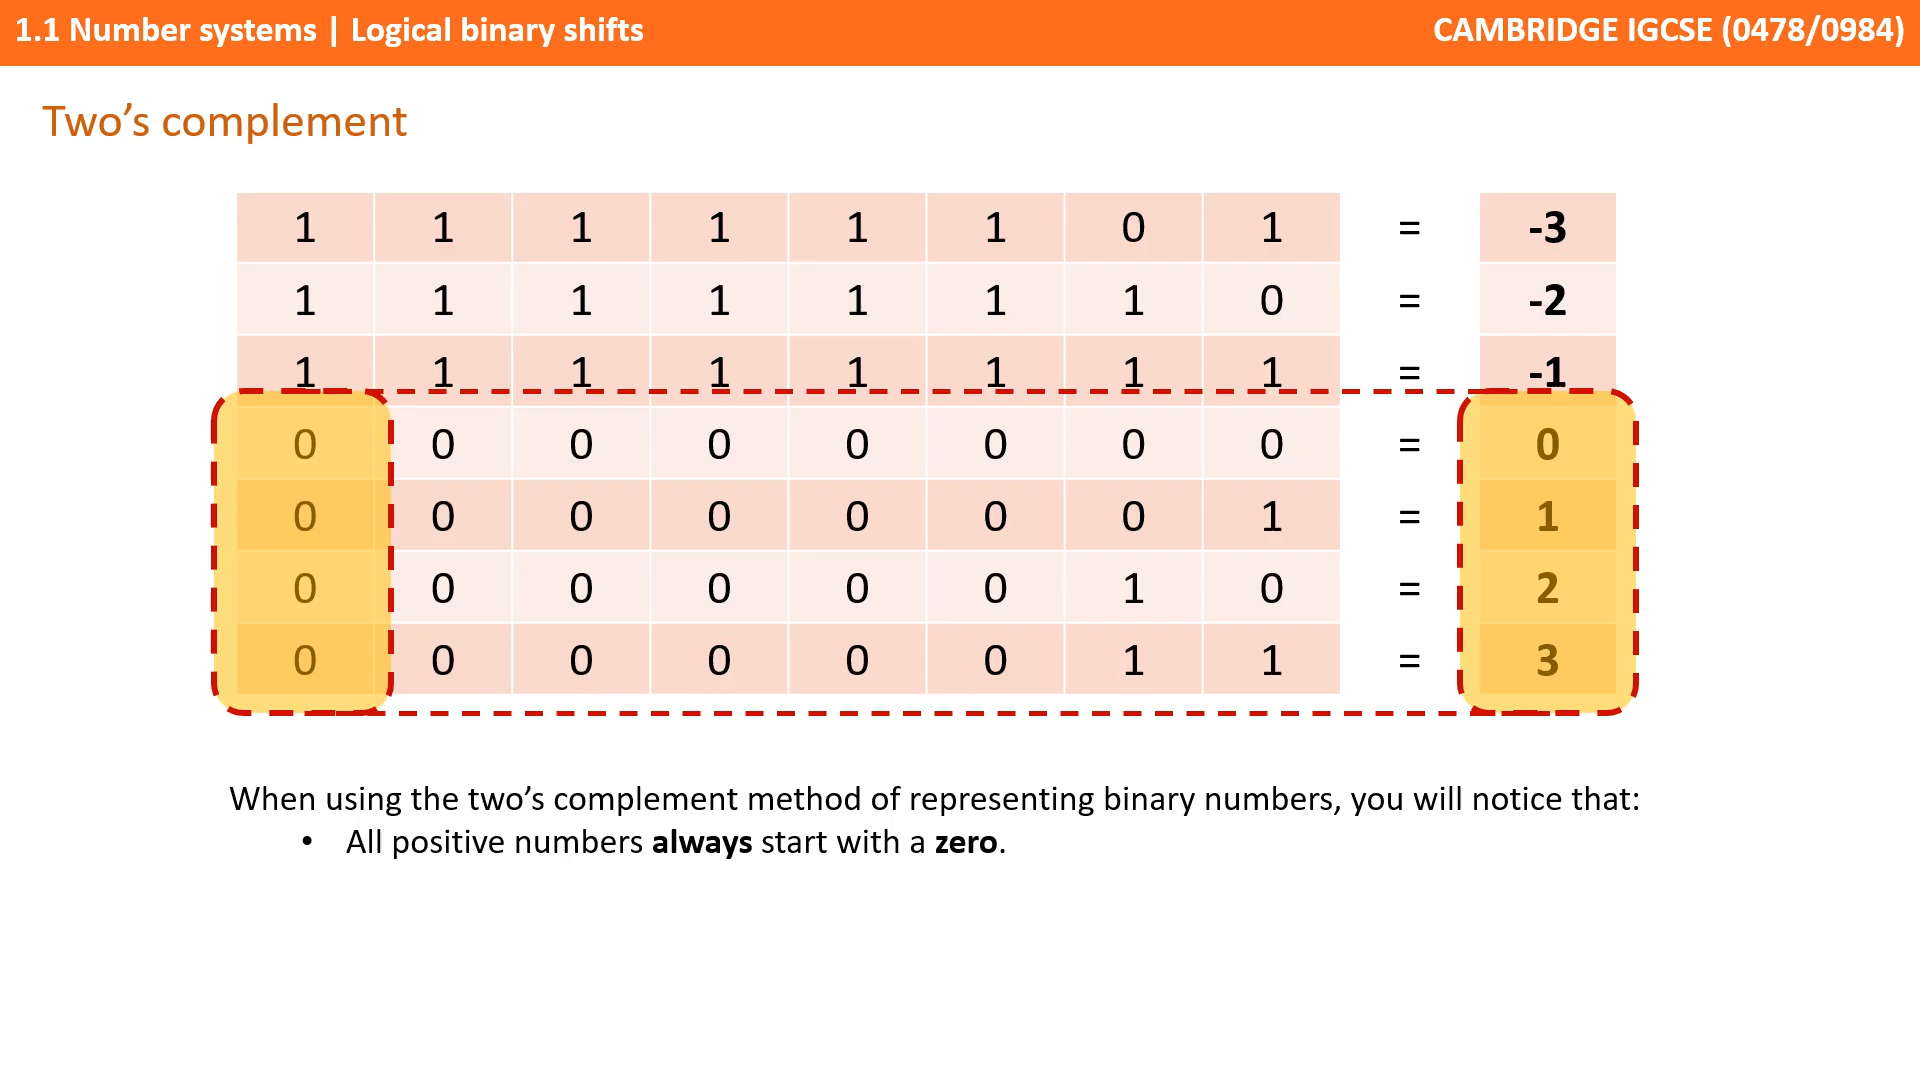 1.1 Number systems | Logical binary shifts
CAMBRIDGE IGCSE (0478/0984)
Two’s complement
1 1 1 1 1 1 0 1 = -3
1 1 1 1 1 1 1 0 = -2
1 1 1 1 1 1 1 1 = -1
0 0 0 0 0 0 0 0 = 0
0 0 0 0 0 0 0 1 = 1
0 0 0 0 0 0 1 0 = 2
0 0 0 0 0 0 1 1 = 3
When using the two’s complement method of representing binary numbers, you will notice that:
• All positive numbers always start with a zero.